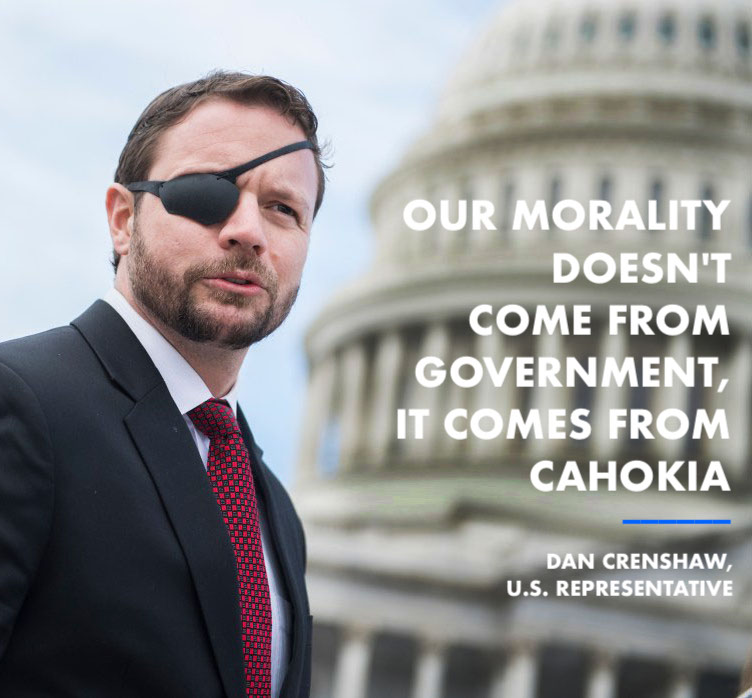 OUR MORALITY
DOESN'T
COME FROM
GOVERNMENT,
IT COMES FROM
CAHOKIA
DAN CRENSHAW,
U.S. REPRESENTATIVE